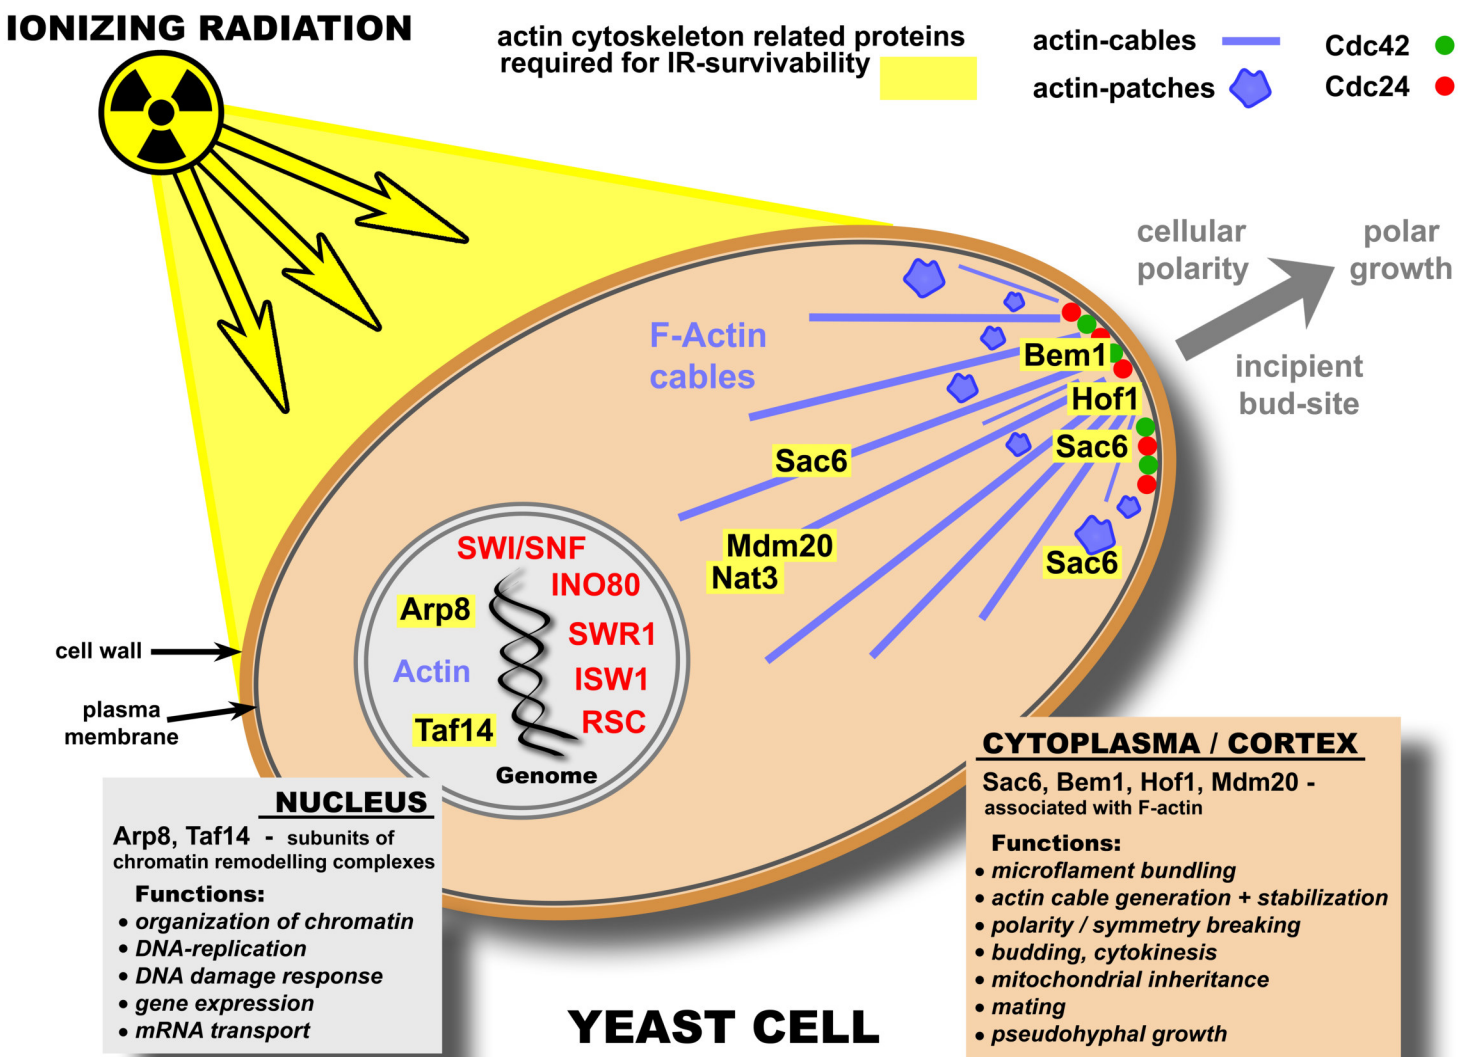 IONIZING RADIATION
actin cytoskeleton related proteins
required for IR-survivability
actin-cables
actin-patches
Cdc42
Cdc24
cellular
polarity
polar
growth
incipient
bud-site
F-Actin
cables
Bem1
Hof1
Sac6
Sac6
Mdm20
Nat3
Sac6
SWI/SNF
INO80
Arp8
SWR1
Actin
ISW1
Taf14
RSC
Genome
cell wall
plasma
membrane
NUCLEUS
Arp8, Taf14 - subunits of
chromatin remodelling complexes
Functions:
• organization of chromatin
• DNA-replication
• DNA damage response
• gene expression
• mRNA transport
CYTOPLASMA / CORTEX
Sac6, Bem1, Hof1, Mdm20 -
associated with F-actin
Functions:
• microflament bundling
• actin cable generation + stabilization
• polarity / symmetry breaking
• budding, cytokinesis
• mitochondrial inheritance
• mating
• pseudohyphal growth
YEAST CELL